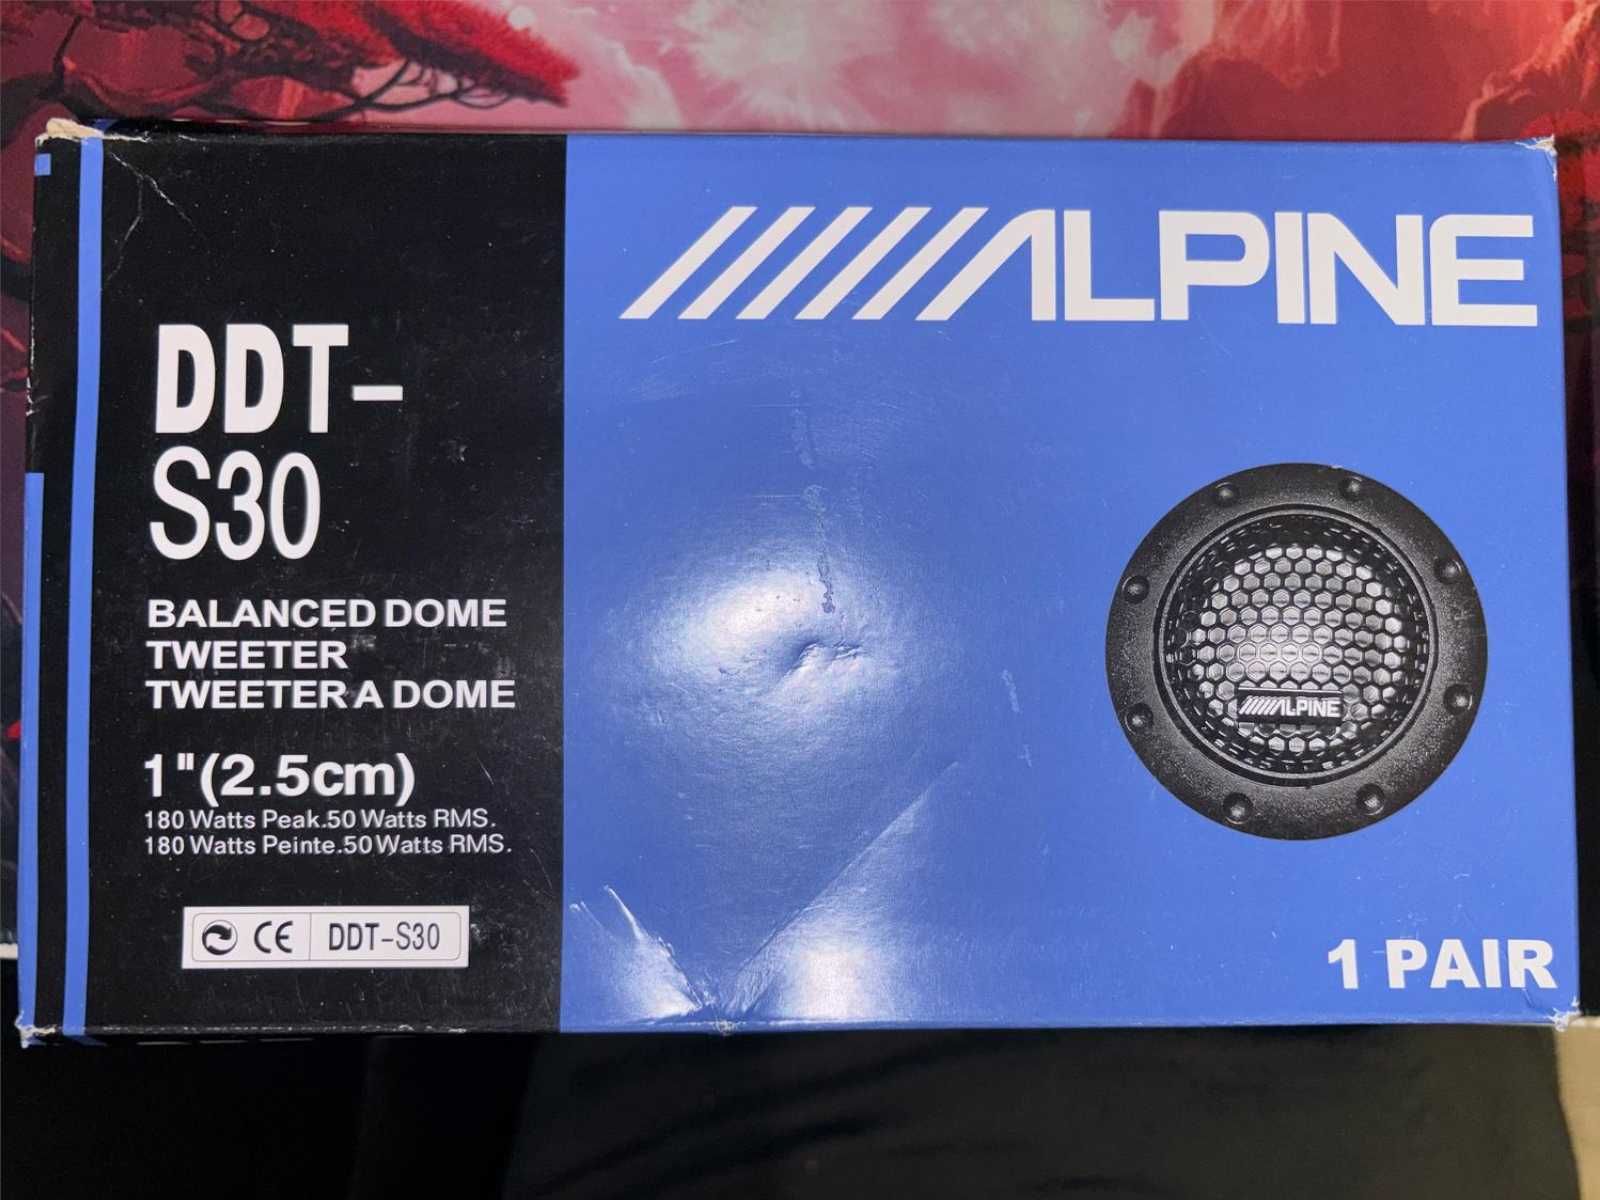 ALPINE
DDT-
S30
BALANCED DOME
TWEETER
TWEETER A DOME
1"(2.5cm)
180 Watts Peak.50 Watts RMS.
180 Watts Peinte.50 Watts RMS.
CE DDT-S30
ALPINE
1 PAIR